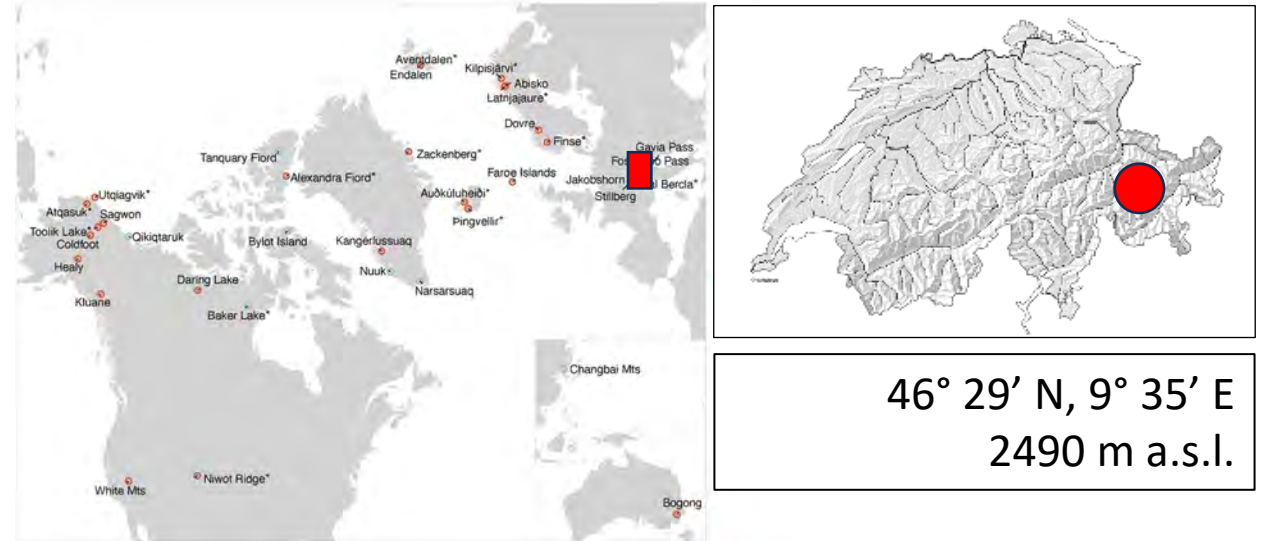 Aventdalen*
Endalen
Kilpisjärvi*
Abisko
Latnjajaure*
Dovre
Finse*
Gavia Pass
Pass
Jakobshorn
Bercla*
Stillberg
Tanquary Fiord*
Alexandra Fiord*
Zackenberg*
Faroe Islands
Auðkúluheiði*
Þingvellir*
Utqiagvik*
Atqasuk*
Sagwon
Toolik Lake*
Coldfoot
Qikiqtaruk
Healy
Kluane
Bylot Island
Kangerlussuaq
Nuuk
Narsarsuaq
Daring Lake
Baker Lake*
Changbai Mts
White Mts
Niwot Ridge*
Bogong
46° 29’ N, 9° 35’ E
2490 m a.s.l.